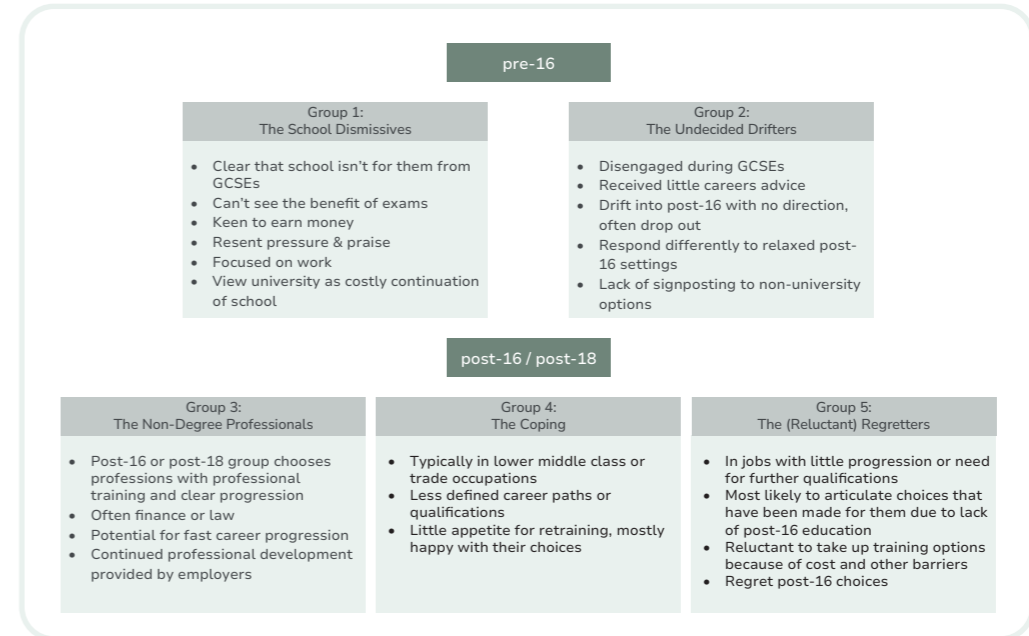 pre-16
Group 1:
The School Dismissives
• Clear that school isn't for them from
GCSEs
• Can't see the benefit of exams
• Keen to earn money
• Resent pressure & praise
• Focused on work
• View university as costly continuation
of school
Group 2:
The Undecided Drifters
• Disengaged during GCSEs
• Received little careers advice
• Drift into post-16 with no direction,
often drop out
• Respond differently to relaxed post-
16 settings
• Lack of signposting to non-university
options
post-16 / post-18
Group 3:
The Non-Degree Professionals
• Post-16 or post-18 group chooses
professions with professional
training and clear progression
• Often finance or law
• Potential for fast career progression
• Continued professional development
provided by employers
Group 4:
The Coping
• Typically in lower middle class or
trade occupations
• Less defined career paths or
qualifications
• Little appetite for retraining, mostly
happy with their choices
Group 5:
The (Reluctant) Regretters
• In jobs with little progression or need
for further qualifications
• Most likely to articulate choices that
have been made for them due to lack
of post-16 education
• Reluctant to take up training options
because of cost and other barriers
• Regret post-16 choices